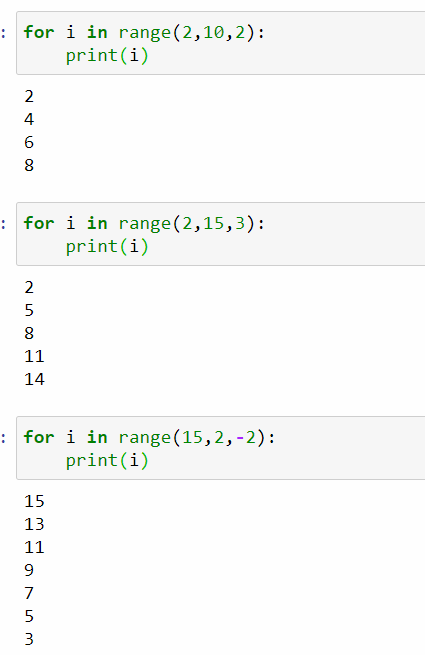 : for i in range(2,10,2):
    print(i)
2
4
6
8
: for i in range(2,15,3):
    print(i)
2
5
8
11
14
: for i in range(15,2,-2):
    print(i)
15
13
11
9
7
5
3